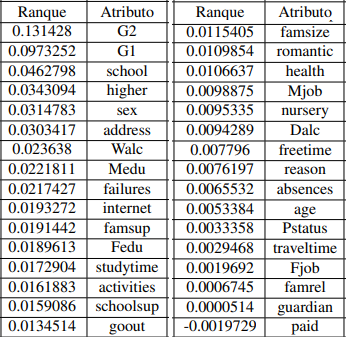 Ranque Atributo Ranque Atributo
0.131428 G2 0.0115405 famsize
0.0973252 G1 0.0109854 romantic
0.0462798 school 0.0106637 health
0.0343094 higher 0.0098875 Mjob
0.0314783 sex 0.0095335 nursery
0.0303417 address 0.0094289 Dalc
0.023638 Walc 0.007796 freetime
0.0221811 Medu 0.0076197 reason
0.0217427 failures 0.0065532 absences
0.0193272 internet 0.0053384 age
0.0191442 famsup 0.0033358 Pstatus
0.0189613 Fedu 0.0029468 traveltime
0.0172904 studytime 0.0019692 Fjob
0.0161883 activities 0.0006745 famrel
0.0159086 schoolsup 0.0000514 guardian
0.0134514 goout -0.0019729 paid